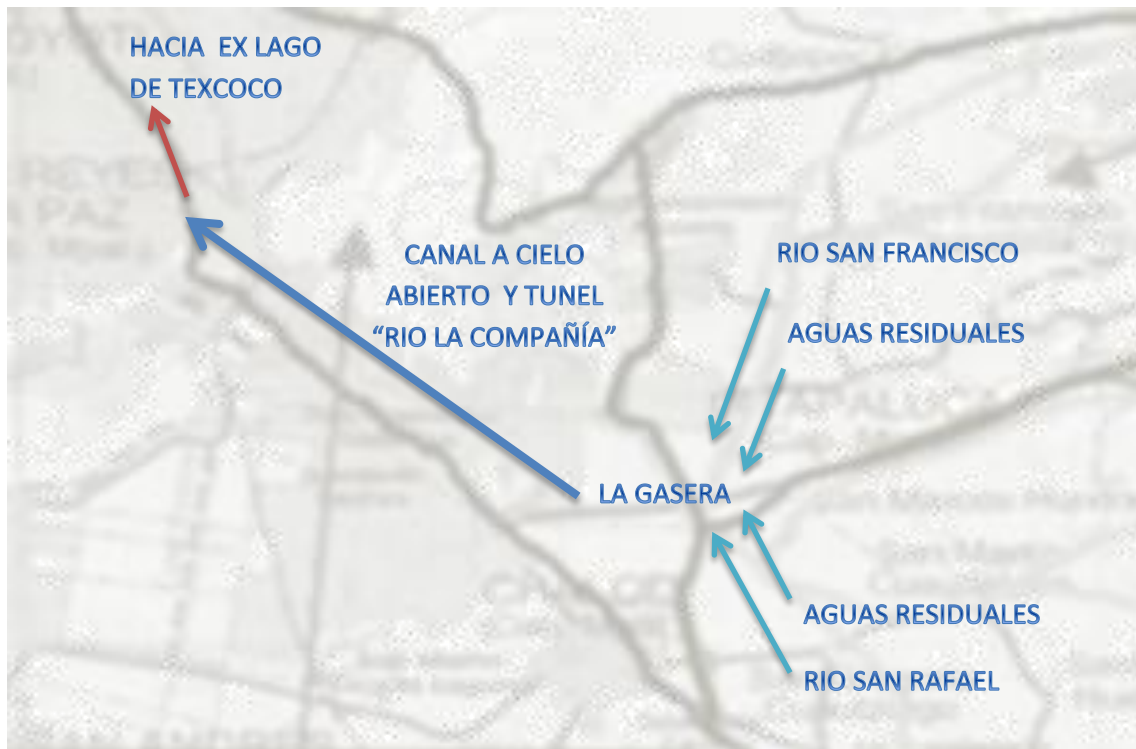 HACIA EX LAGO
DE TEXCOCO
CANAL A CIELO
ABIERTO Y TUNEL
“RIO LA COMPAÑÍA”
RIO SAN FRANCISCO
AGUAS RESIDUALES
LA GASERA
AGUAS RESIDUALES
RIO SAN RAFAEL